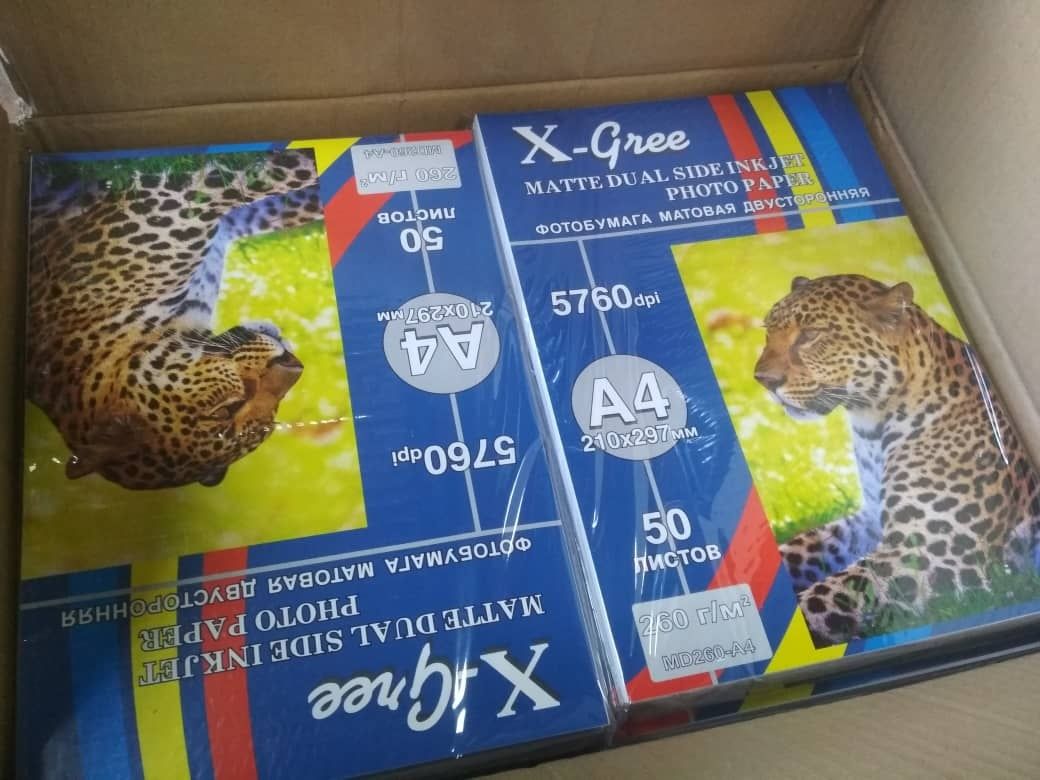 X-Gree
MATTE DUAL SIDE INKJET
PHOTO PAPER
ФОТОБУМАГА МАТОВАЯ ДВУСТОРОННЯЯ
5760dpi
A4
210x297мм
50
ЛИСТОВ
260 г/м²
MD260-A4
X-Gree
MATTE DUAL SIDE INKJET
PHOTO PAPER
ФОТОБУМАГА МАТОВАЯ ДВУСТОРОННЯЯ
5760dpi
A4
210x297мм
50
ЛИСТОВ
260 г/м²
MD260-A4